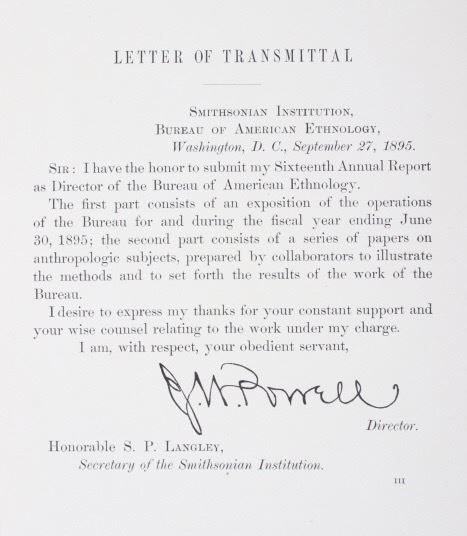 LETTER OF TRANSMITTAL
SMITHSONIAN INSTITUTION,
BUREAU OF AMERICAN ETHNOLOGY,
Washington, D. C., September 27, 1895.
SIR: I have the honor to submit my Sixteenth Annual Report
as Director of the Bureau of American Ethnology.
The first part consists of an exposition of the operations
of the Bureau for and during the fiscal year ending June
30, 1895; the second part consists of a series of papers on
anthropologic subjects, prepared by collaborators to illustrate
the methods and to set forth the results of the work of the
Bureau.
I desire to express my thanks for your constant support and
your wise counsel relating to the work under my charge.
I am, with respect, your obedient servant,
J. W. Powell
Director.
Honorable S. P. LANGLEY,
Secretary of the Smithsonian Institution.
III